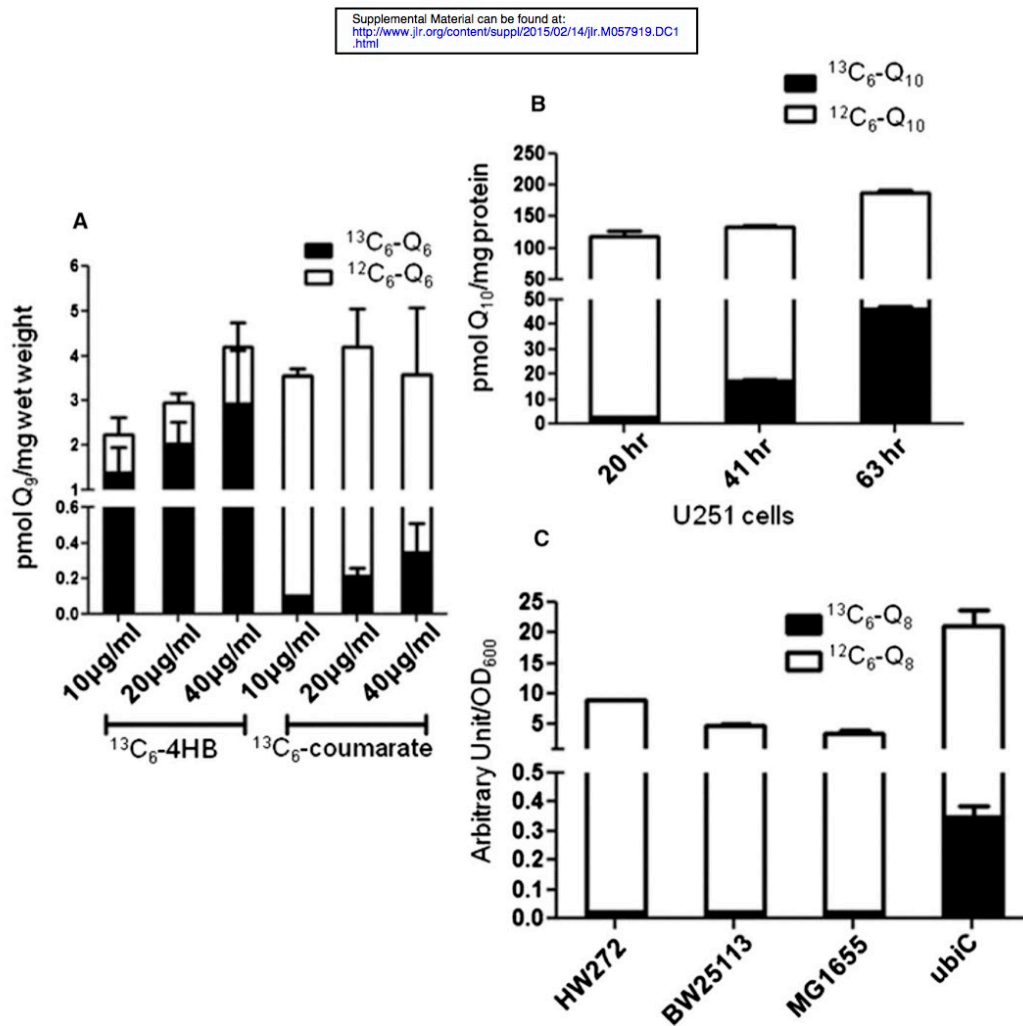 Supplemental Material can be found at:
http://www.jlr.org/content/suppl/2015/02/14/jlr.M057919.DC1
.html
A
¹³C₆-Q₆
¹²C₆-Q₆
pmol Q₉/mg wet weight
6
5
4
3
2
1
0.6
0.4
0.2
0.0
10µg/ml
20µg/ml
40µg/ml
10µg/ml
20µg/ml
40µg/ml
¹³C₆-4HB
¹³C₆-coumarate
B
¹³C₆-Q₁₀
¹²C₆-Q₁₀
pmol Q₁₀/mg protein
250
200
150
100
50
50
40
30
20
10
0
20 hr
41 hr
63 hr
U251 cells
C
¹³C₆-Q₈
¹²C₆-Q₈
Arbitrary Unit/OD₆₀₀
25
20
15
10
5
0.5
0.4
0.3
0.2
0.1
0.0
HW272
BW25113
MG1655
ubiC